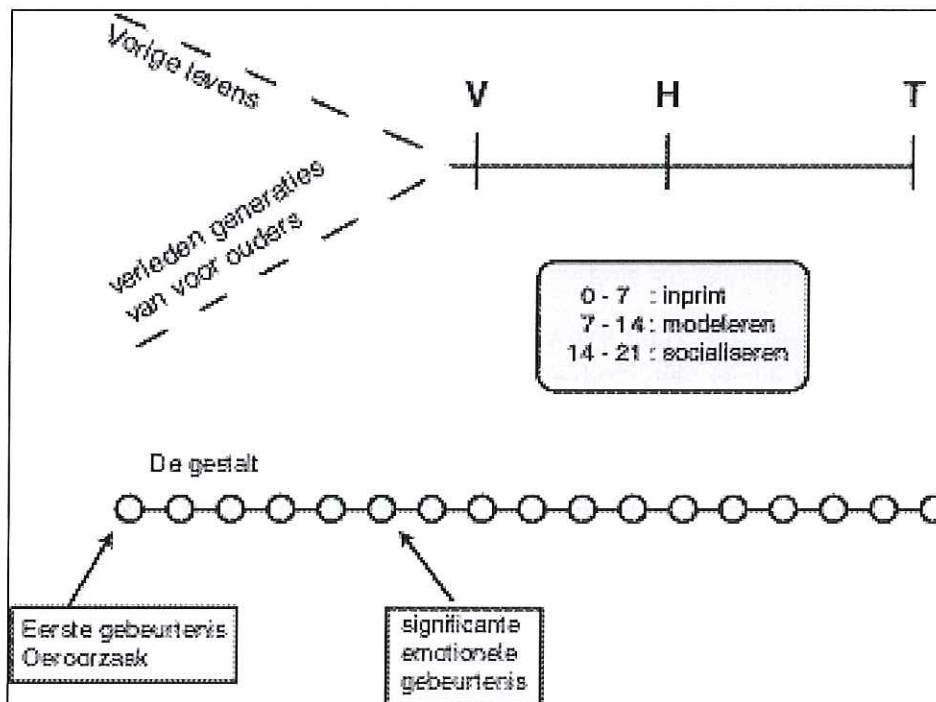 Vorige levens
V H T
verleden generaties
van voor ouders
0 - 7 : inprint
7 - 14 : modeleren
14 - 21 : socialiseren
De gestalt
Eerste gebeurtenis
Oeroorzaak
significante
emotionele
gebeurtenis